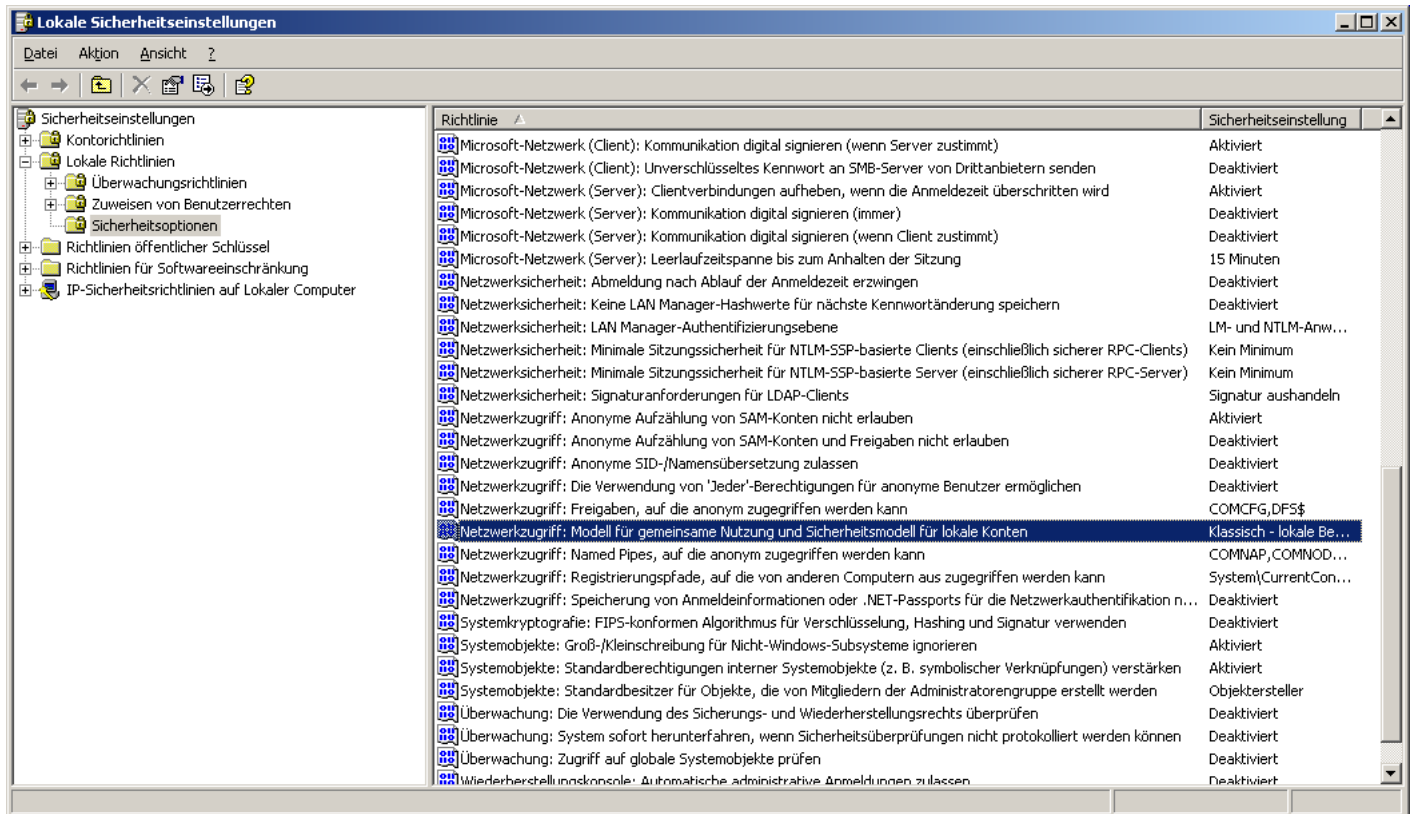 Lokale Sicherheitseinstellungen
Datei Aktion Ansicht ?
Sicherheitseinstellungen
Kontorichtlinien
Lokale Richtlinien
Überwachungsrichtlinien
Zuweisen von Benutzerrechten
Sicherheitsoptionen
Richtlinien öffentlicher Schlüssel
Richtlinien für Softwareeinschränkung
IP-Sicherheitsrichtlinien auf Lokaler Computer
Richtlinie Sicherheitseinstellung
Microsoft-Netzwerk (Client): Kommunikation digital signieren (wenn Server zustimmt) Aktiviert
Microsoft-Netzwerk (Client): Unverschlüsseltes Kennwort an SMB-Server von Drittanbietern senden Deaktiviert
Microsoft-Netzwerk (Server): Clientverbindungen aufheben, wenn die Anmeldezeit überschritten wird Aktiviert
Microsoft-Netzwerk (Server): Kommunikation digital signieren (immer) Deaktiviert
Microsoft-Netzwerk (Server): Kommunikation digital signieren (wenn Client zustimmt) Deaktiviert
Microsoft-Netzwerk (Server): Leerlaufzeitspanne bis zum Anhalten der Sitzung 15 Minuten
Netzwerksicherheit: Abmeldung nach Ablauf der Anmeldezeit erzwingen Deaktiviert
Netzwerksicherheit: Keine LAN Manager-Hashwerte für nächste Kennwortänderung speichern Deaktiviert
Netzwerksicherheit: LAN Manager-Authentifizierungsebene LM- und NTLM-Anw...
Netzwerksicherheit: Minimale Sitzungssicherheit für NTLM-SSP-basierte Clients (einschließlich sicherer RPC-Clients) Kein Minimum
Netzwerksicherheit: Minimale Sitzungssicherheit für NTLM-SSP-basierte Server (einschließlich sicherer RPC-Server) Kein Minimum
Netzwerksicherheit: Signaturanforderungen für LDAP-Clients Signatur aushandeln
Netzwerkzugriff: Anonyme Aufzählung von SAM-Konten nicht erlauben Aktiviert
Netzwerkzugriff: Anonyme Aufzählung von SAM-Konten und Freigaben nicht erlauben Deaktiviert
Netzwerkzugriff: Anonyme SID-/Namensübersetzung zulassen Deaktiviert
Netzwerkzugriff: Die Verwendung von 'Jeder'-Berechtigungen für anonyme Benutzer ermöglichen Deaktiviert
Netzwerkzugriff: Freigaben, auf die anonym zugegriffen werden kann COMCFG,DFS$
Netzwerkzugriff: Modell für gemeinsame Nutzung und Sicherheitsmodell für lokale Konten Klassisch - lokale Be...
Netzwerkzugriff: Named Pipes, auf die anonym zugegriffen werden kann COMNAP,COMNOD...
Netzwerkzugriff: Registrierungspfade, auf die von anderen Computern aus zugegriffen werden kann System\CurrentCon...
Netzwerkzugriff: Speicherung von Anmeldeinformationen oder .NET-Passports für die Netzwerkauthentifikation n... Deaktiviert
Systemkryptografie: FIPS-konformen Algorithmus für Verschlüsselung, Hashing und Signatur verwenden Deaktiviert
Systemobjekte: Groß-/Kleinschreibung für Nicht-Windows-Subsysteme ignorieren Aktiviert
Systemobjekte: Standardberechtigungen interner Systemobjekte (z. B. symbolischer Verknüpfungen) verstärken Aktiviert
Systemobjekte: Standardbesitzer für Objekte, die von Mitgliedern der Administratorengruppe erstellt werden Objektersteller
Überwachung: Die Verwendung des Sicherungs- und Wiederherstellungsrechts überprüfen Deaktiviert
Überwachung: System sofort herunterfahren, wenn Sicherheitsüberprüfungen nicht protokolliert werden können Deaktiviert
Überwachung: Zugriff auf globale Systemobjekte prüfen Deaktiviert
Wiederherstellungskonsole: Automatische administrative Anmeldungen zulassen Deaktiviert